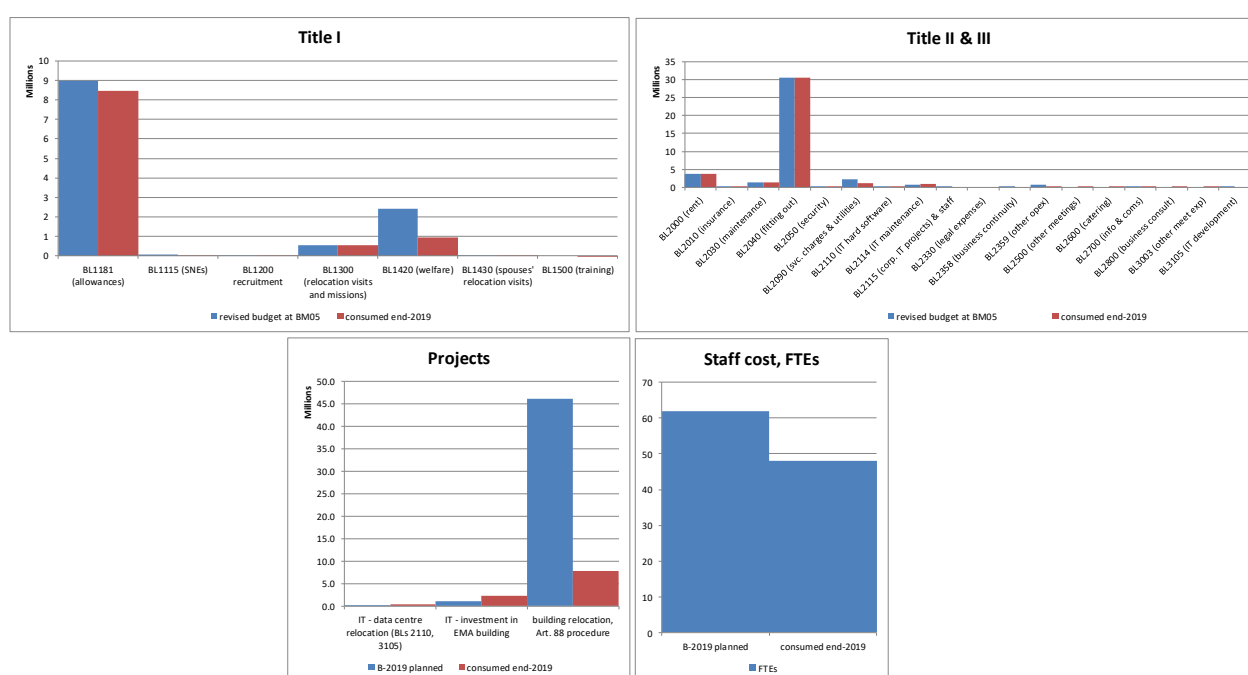 Title I
Millions
10
9
8
7
6
5
4
3
2
1
0
BL1181
(allowances)
BL1115 (SNEs)
BL1200
recruitment
BL1300
(relocation visits
and missions)
BL1420 (welfare)
BL1430 (spouses'
relocation visits)
BL1500 (training)
revised budget at BM05
consumed end-2019
Title II & III
Millions
35
30
25
20
15
10
5
0
BL2000 (rent)
BL2010 (insurance)
BL2030 (maintenance)
BL2040 (fitting out)
BL2050 (security)
BL2090 (svc. charges & utilities)
BL2110 (IT hard software)
BL2114 (IT maintenance)
BL2115 (corp. IT projects) & staff
BL2330 (legal expenses)
BL2358 (business continuity)
BL2359 (other opex)
BL2500 (other meetings)
BL2600 (catering)
BL2700 (info & coms)
BL2800 (business consult)
BL3003 (other meet exp)
BL3105 (IT development)
revised budget at BM05
consumed end-2019
Projects
Millions
50.0
45.0
40.0
35.0
30.0
25.0
20.0
15.0
10.0
5.0
0.0
IT - data centre
relocation (BLs 2110,
3105)
IT - investment in
EMA building
building relocation,
Art. 88 procedure
B-2019 planned
consumed end-2019
Staff cost, FTEs
70
60
50
40
30
20
10
0
B-2019 planned
consumed end-2019
FTEs